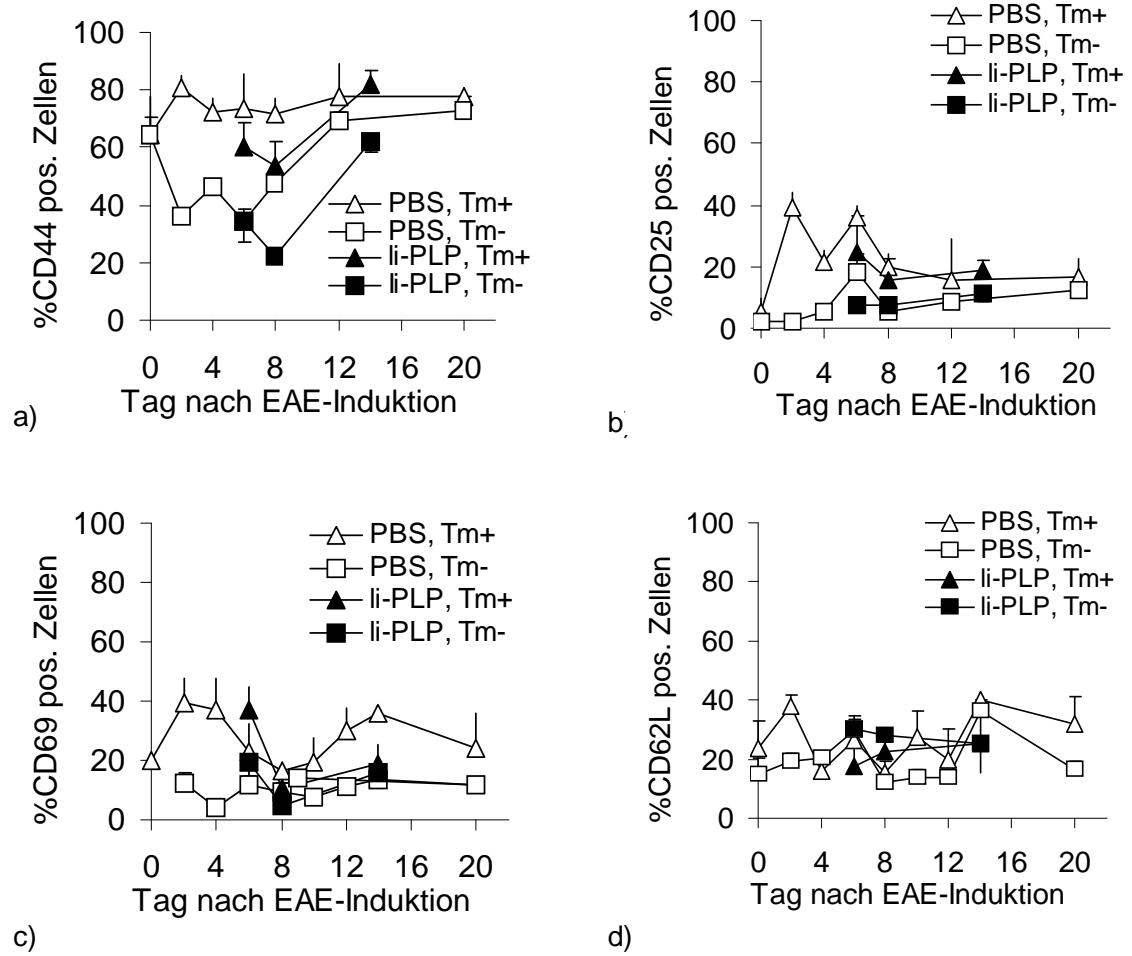 100
80
60
40
20
0
%CD44 pos. Zellen
PBS, Tm+
PBS, Tm-
li-PLP, Tm+
li-PLP, Tm-
0 4 8 12 16 20
Tag nach EAE-Induktion
a)
100
80
60
40
20
0
%CD25 pos. Zellen
PBS, Tm+
PBS, Tm-
li-PLP, Tm+
li-PLP, Tm-
0 4 8 12 16 20
Tag nach EAE-Induktion
b)
100
80
60
40
20
0
%CD69 pos. Zellen
PBS, Tm+
PBS, Tm-
li-PLP, Tm+
li-PLP, Tm-
0 4 8 12 16 20
Tag nach EAE-Induktion
c)
100
80
60
40
20
0
%CD62L pos. Zellen
PBS, Tm+
PBS, Tm-
li-PLP, Tm+
li-PLP, Tm-
0 4 8 12 16 20
Tag nach EAE-Induktion
d)